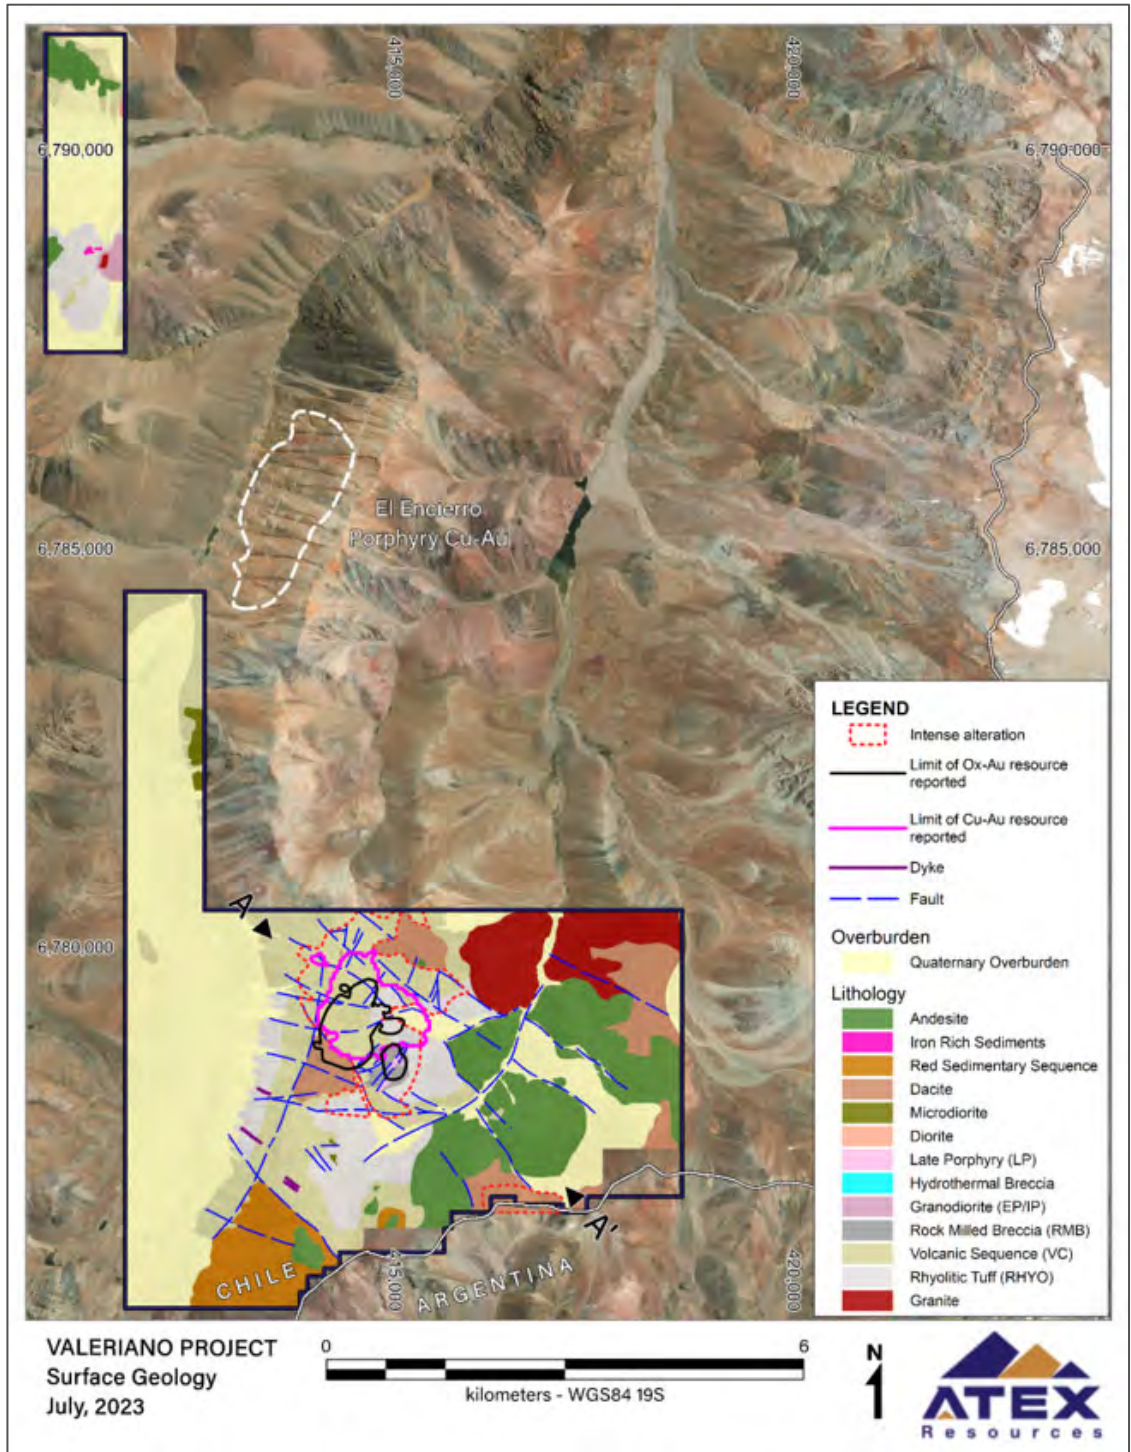 415,000
420,000
6,790,000
6,790,000
El Encierro
Porphyry Cu-Au
6,785,000
6,785,000
LEGEND
Intense alteration
Limit of Ox-Au resource
reported
Limit of Cu-Au resource
reported
Dyke
Fault
A
6,780,000
Overburden
Quaternary Overburden
Lithology
Andesite
Iron Rich Sediments
Red Sedimentary Sequence
Dacite
Microdiorite
Diorite
Late Porphyry (LP)
Hydrothermal Breccia
Granodiorite (EP/IP)
Rock Milled Breccia (RMB)
Volcanic Sequence (VC)
Rhyolitic Tuff (RHYO)
Granite
A'
CHILE
415,000
ARGENTINA
420,000
VALERIANO PROJECT
Surface Geology
July, 2023
0
6
kilometers - WGS84 19S
N
ATEX
Resources